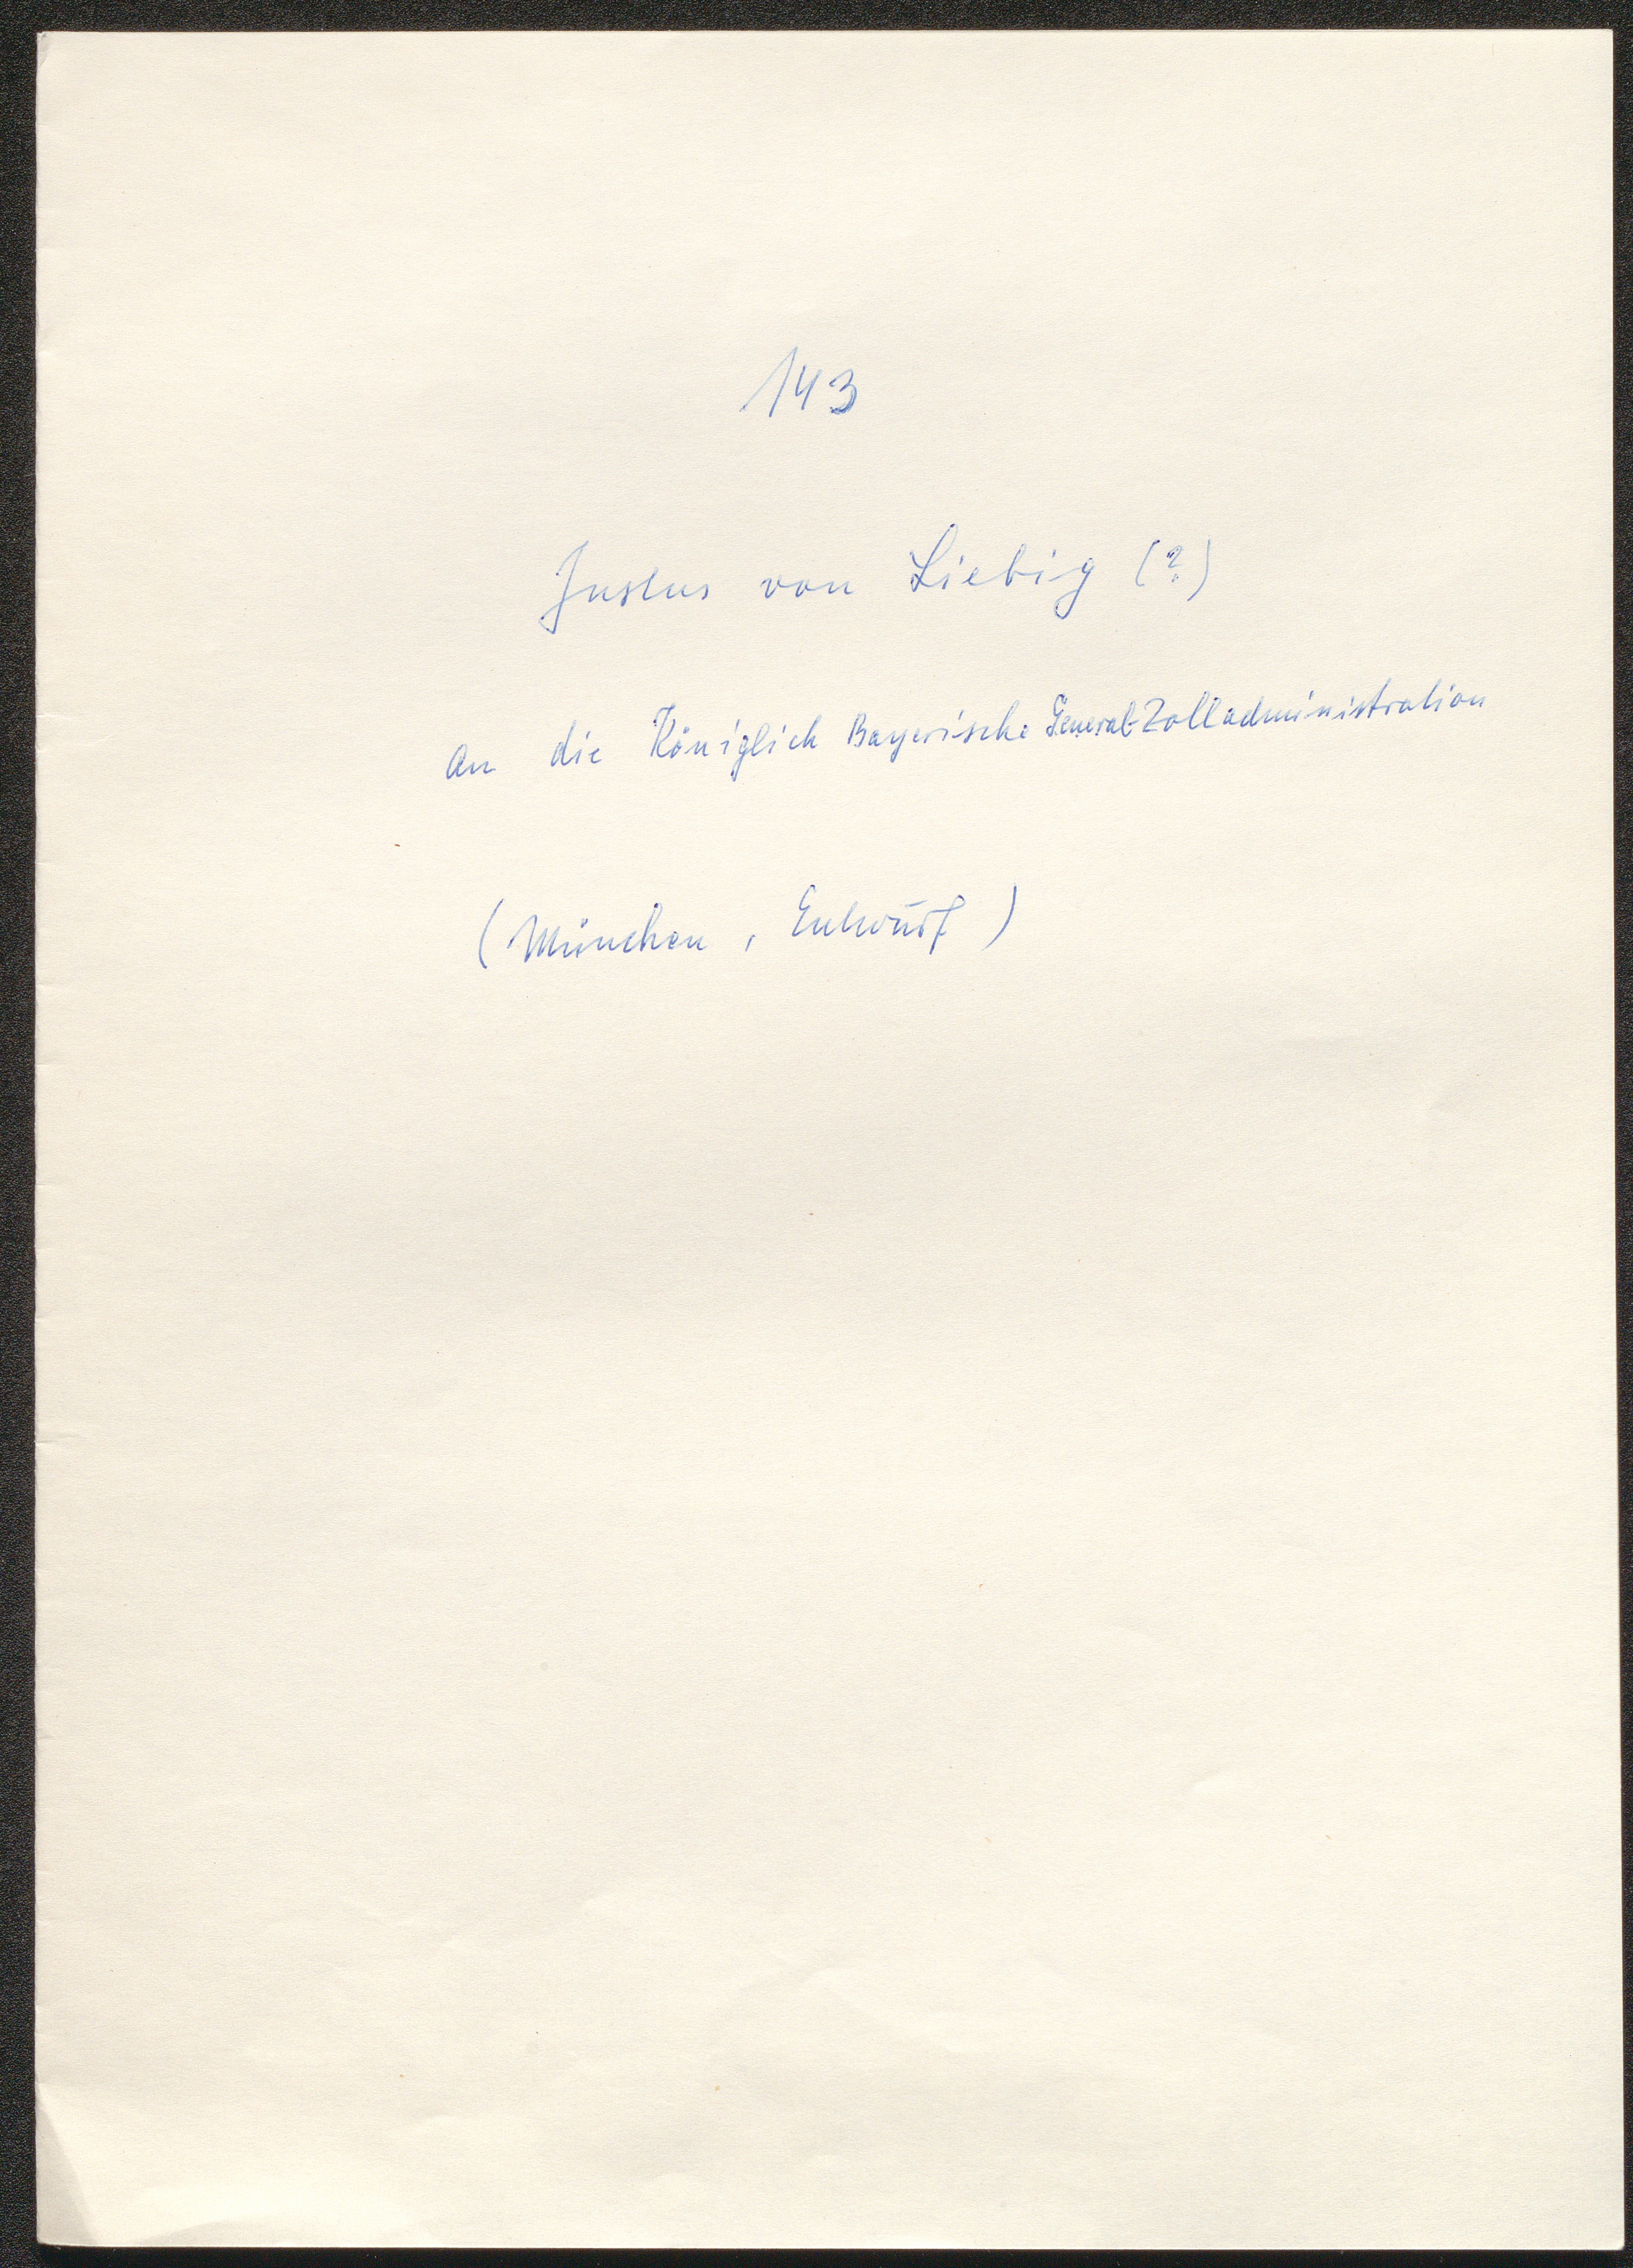 143
Justus von Liebig (?)
an die Königlich Bayerische General-Zolladministration
(München, Entwurf)